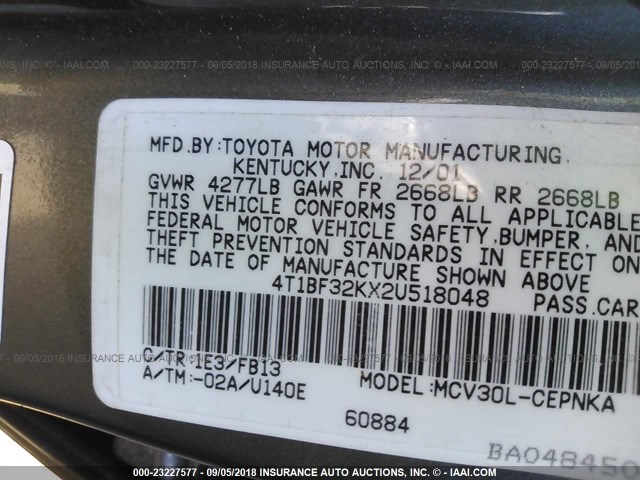 000-23227577 - 09/05/2018 - INSURANCE AUTO AUCTIONS, INC. - IAAI.COM
MFD.BY:TOYOTA MOTOR MANUFACTURING,
KENTUCKY,INC. 12/01
GVWR 4277LB GAWR FR 2668LB RR 2668LB
THIS VEHICLE CONFORMS TO ALL APPLICABLE
FEDERAL MOTOR VEHICLE SAFETY,BUMPER, AND
THEFT PREVENTION STANDARDS IN EFFECT ON
THE DATE OF MANUFACTURE SHOWN ABOVE
4T1BF32KX2U518048 PASS.CAR
C/TR:1E3/FB13
A/TM:-02A/U140E MODEL:MCV30L-CEPNKA
60884
BA048450
000-23227577 - 09/05/2018 - INSURANCE AUTO AUCTIONS, INC. - IAAI.COM